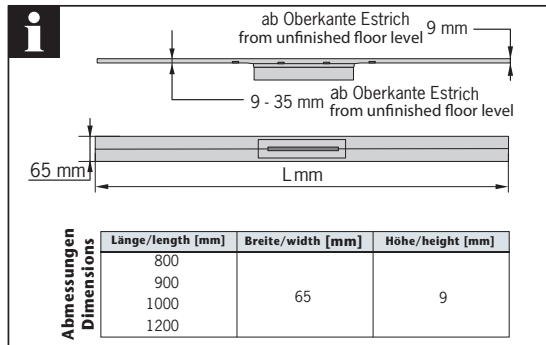 i
ab Oberkante Estrich
from unfinished floor level 9 mm
9 - 35 mm ab Oberkante Estrich
from unfinished floor level
65 mm
L mm
Abmessungen
Dimensions
Länge/length [mm] Breite/width [mm] Höhe/height [mm]
800
900
1000
1200
65
9